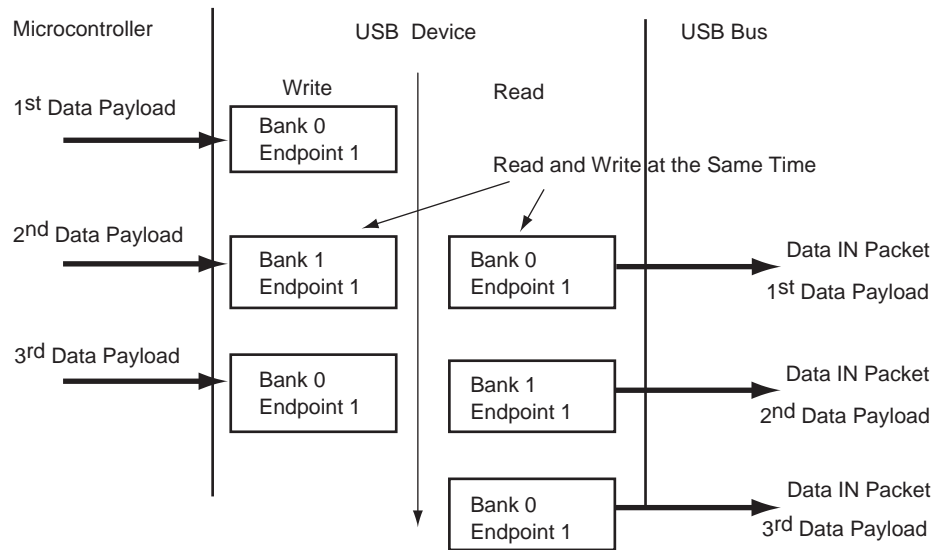 Microcontroller
USB Device
USB Bus
Write
Read
1st Data Payload
Bank 0
Endpoint 1
Read and Write at the Same Time
2nd Data Payload
Bank 1
Endpoint 1
Bank 0
Endpoint 1
Data IN Packet
1st Data Payload
3rd Data Payload
Bank 0
Endpoint 1
Bank 1
Endpoint 1
Data IN Packet
2nd Data Payload
Bank 0
Endpoint 1
Data IN Packet
3rd Data Payload